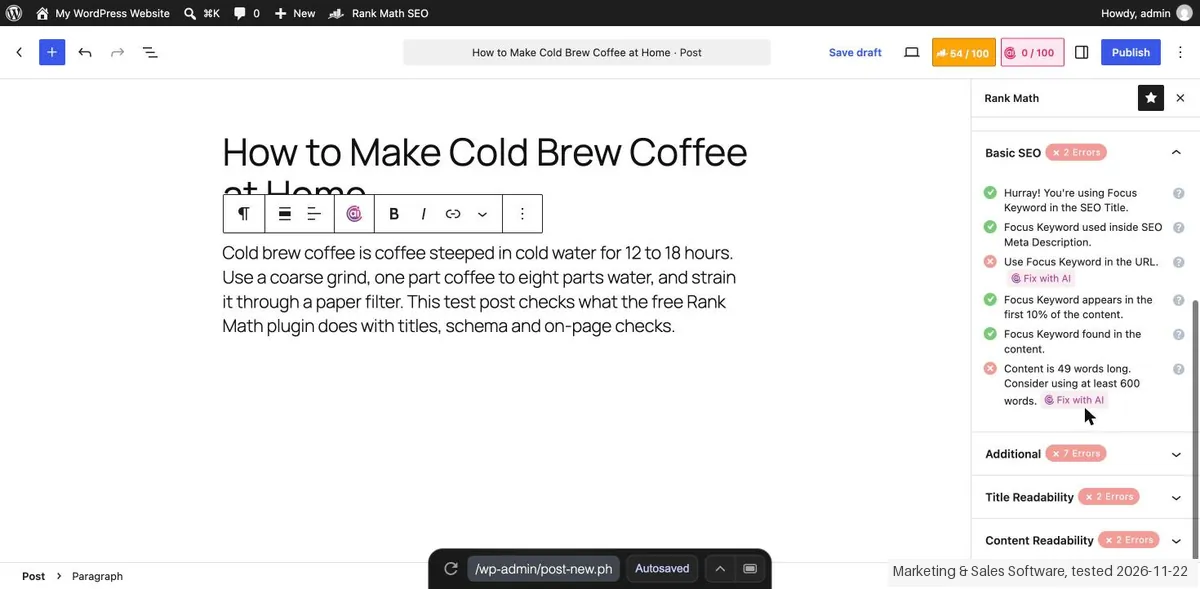 My WordPress Website ⌘K 0 New Rank Math SEO Howdy, admin
How to Make Cold Brew Coffee at Home · Post Save draft 54 / 100 0 / 100 Publish
Rank Math
How to Make Cold Brew Coffee
at Home
B I
Cold brew coffee is coffee steeped in cold water for 12 to 18 hours.
Use a coarse grind, one part coffee to eight parts water, and strain
it through a paper filter. This test post checks what the free Rank
Math plugin does with titles, schema and on-page checks.
Basic SEO × 2 Errors
Hurray! You're using Focus
Keyword in the SEO Title.
Focus Keyword used inside SEO
Meta Description.
Use Focus Keyword in the URL.
Fix with AI
Focus Keyword appears in the
first 10% of the content.
Focus Keyword found in the
content.
Content is 49 words long.
Consider using at least 600
words. Fix with AI
Additional × 7 Errors
Title Readability × 2 Errors
Content Readability × 2 Errors
/wp-admin/post-new.ph Autosaved
Post Paragraph
Marketing & Sales Software, tested 2026-11-22